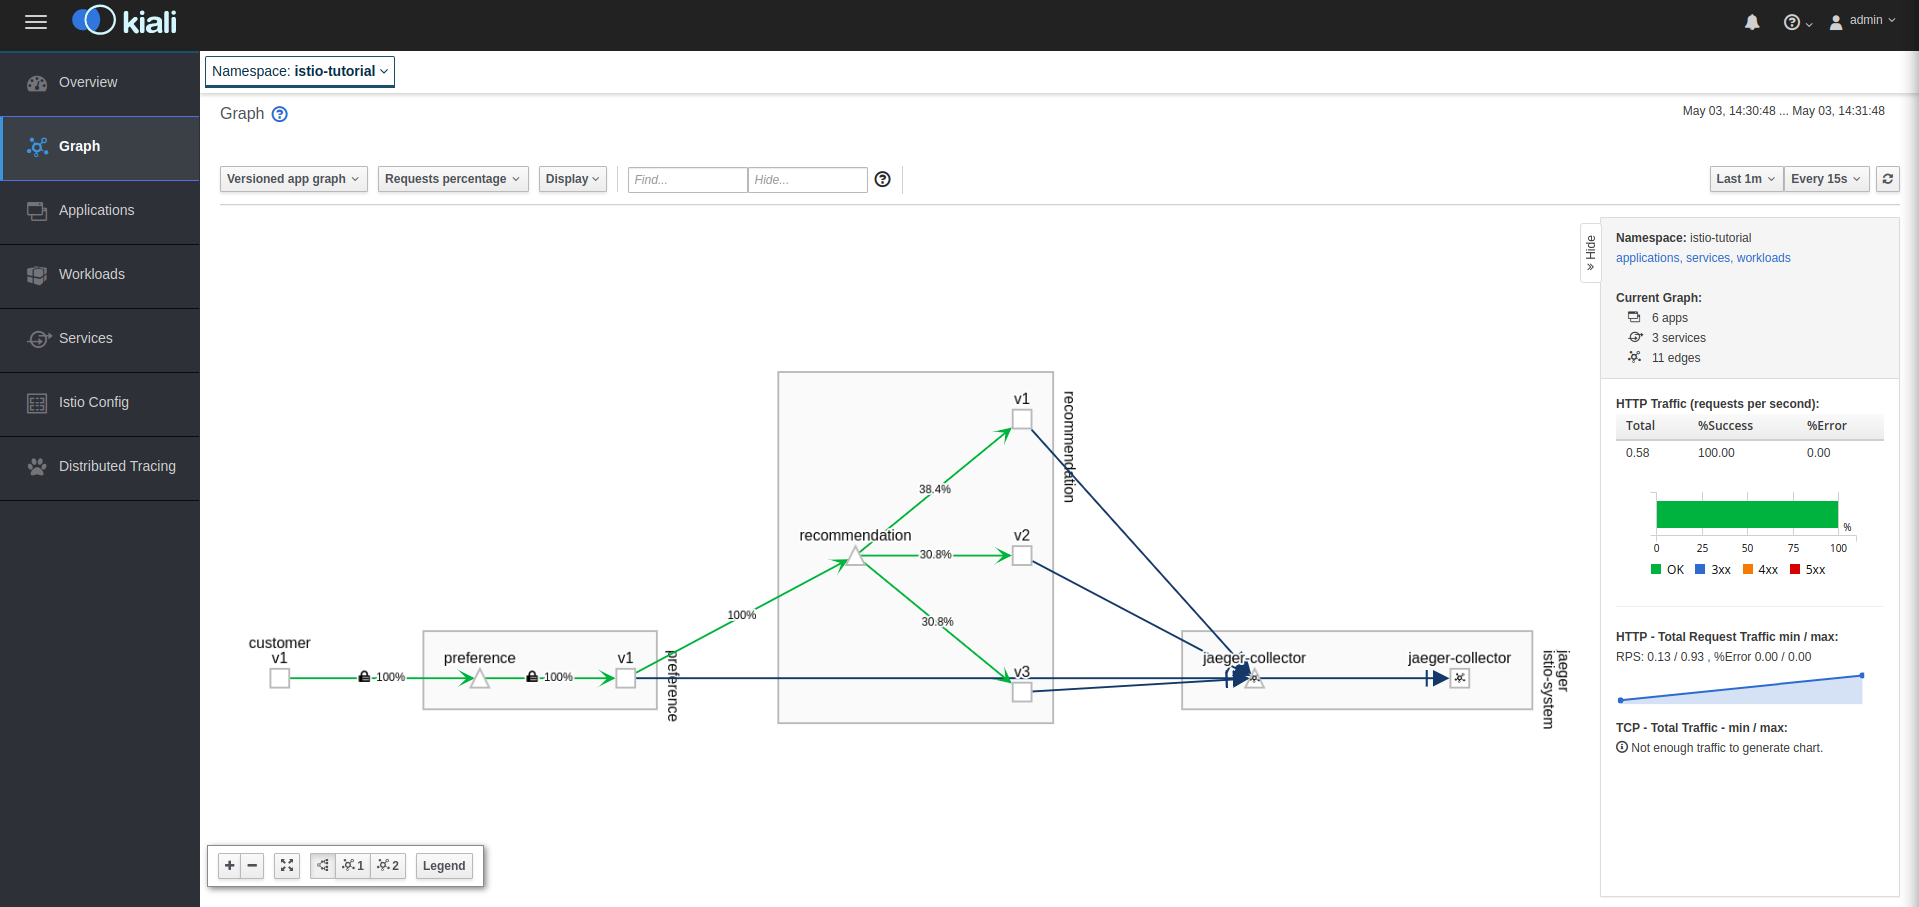 kiali
admin
Overview
Graph
Applications
Workloads
Services
Istio Config
Distributed Tracing
Namespace: istio-tutorial
Graph
May 03, 14:30:48 ... May 03, 14:31:48
Versioned app graph
Requests percentage
Display
Find...
Hide...
Last 1m
Every 15s
customer
v1
100%
preference
100%
v1
preference
100%
recommendation
38.4%
30.8%
30.8%
v1
v2
v3
recommendation
jaeger-collector
jaeger-collector
jaeger
istio-system
Hide
Namespace: istio-tutorial
applications, services, workloads
Current Graph:
6 apps
3 services
11 edges
HTTP Traffic (requests per second):
Total %Success %Error
0.58 100.00 0.00
%
0 25 50 75 100
OK 3xx 4xx 5xx
HTTP - Total Request Traffic min / max:
RPS: 0.13 / 0.93 , %Error 0.00 / 0.00
TCP - Total Traffic - min / max:
Not enough traffic to generate chart.
1
2
Legend